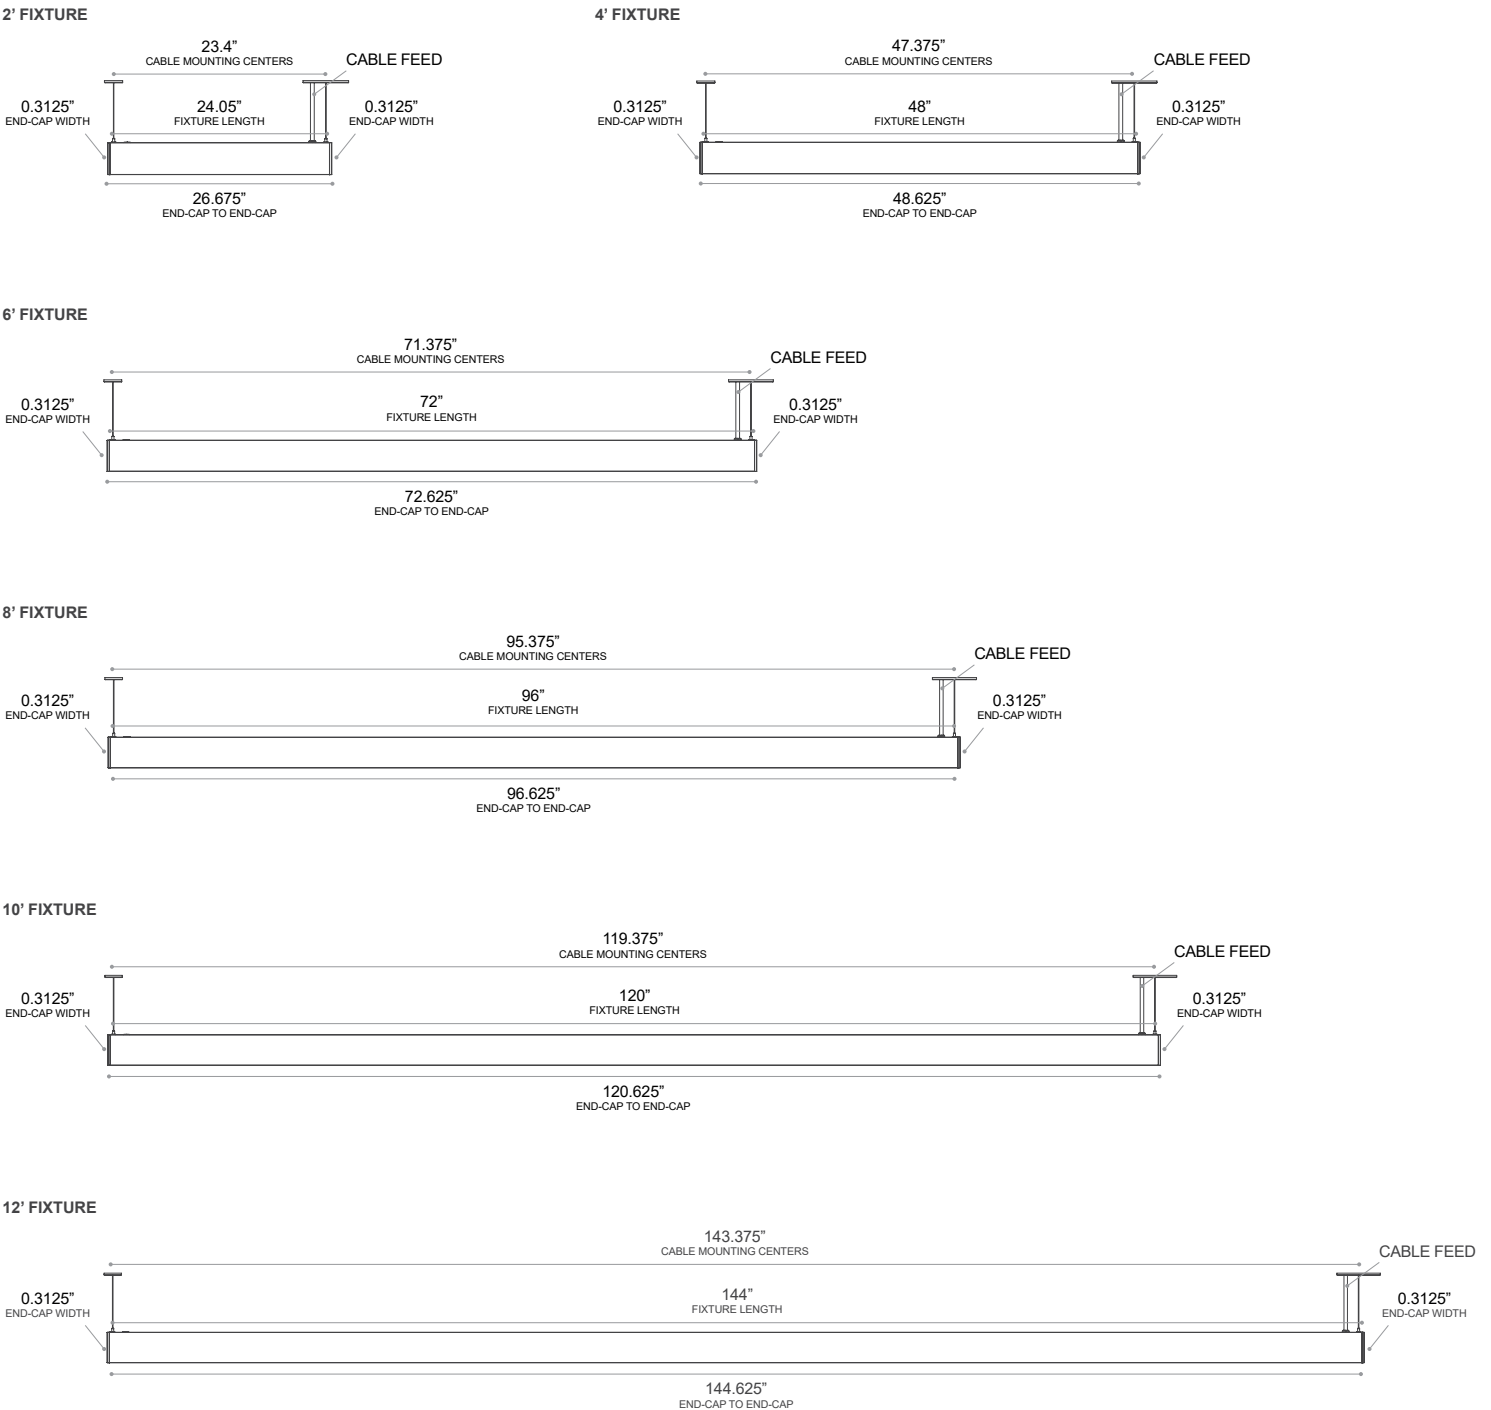 2’ FIXTURE
23.4”
CABLE MOUNTING CENTERS
CABLE FEED
0.3125”
END-CAP WIDTH
24.05”
FIXTURE LENGTH
0.3125”
END-CAP WIDTH
26.675”
END-CAP TO END-CAP
4’ FIXTURE
47.375”
CABLE MOUNTING CENTERS
CABLE FEED
0.3125”
END-CAP WIDTH
48”
FIXTURE LENGTH
0.3125”
END-CAP WIDTH
48.625”
END-CAP TO END-CAP
6’ FIXTURE
71.375”
CABLE MOUNTING CENTERS
CABLE FEED
0.3125”
END-CAP WIDTH
72”
FIXTURE LENGTH
0.3125”
END-CAP WIDTH
72.625”
END-CAP TO END-CAP
8’ FIXTURE
95.375”
CABLE MOUNTING CENTERS
CABLE FEED
0.3125”
END-CAP WIDTH
96”
FIXTURE LENGTH
0.3125”
END-CAP WIDTH
96.625”
END-CAP TO END-CAP
10’ FIXTURE
119.375”
CABLE MOUNTING CENTERS
CABLE FEED
0.3125”
END-CAP WIDTH
120”
FIXTURE LENGTH
0.3125”
END-CAP WIDTH
120.625”
END-CAP TO END-CAP
12’ FIXTURE
143.375”
CABLE MOUNTING CENTERS
CABLE FEED
0.3125”
END-CAP WIDTH
144”
FIXTURE LENGTH
0.3125”
END-CAP WIDTH
144.625”
END-CAP TO END-CAP